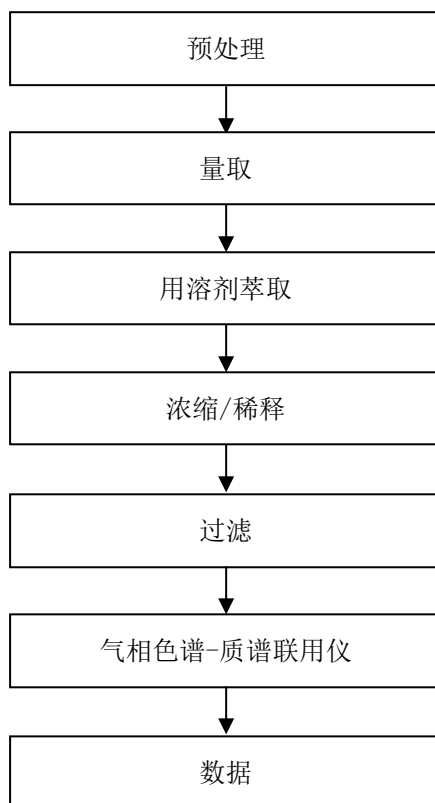 预处理
量取
用溶剂萃取
浓缩/稀释
过滤
气相色谱-质谱联用仪
数据